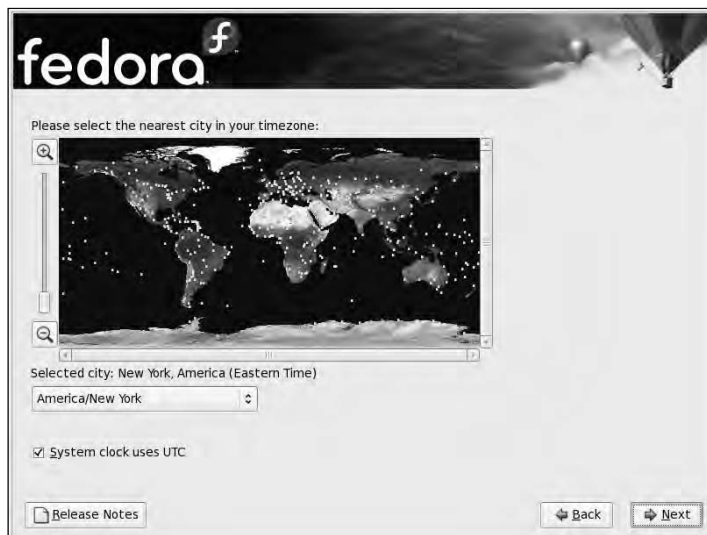 fedora
Please select the nearest city in your timezone:
Selected city: New York, America (Eastern Time)
America/New York
System clock uses UTC
Release Notes
Back
Next